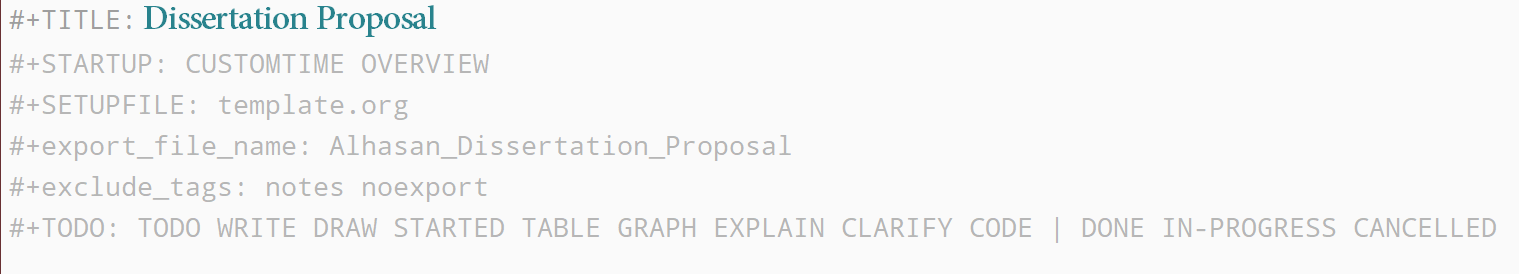 #+TITLE: Dissertation Proposal
#+STARTUP: CUSTOMTIME OVERVIEW
#+SETUPFILE: template.org
#+export_file_name: Alhasan_Dissertation_Proposal
#+exclude_tags: notes noexport
#+TODO: TODO WRITE DRAW STARTED TABLE GRAPH EXPLAIN CLARIFY CODE | DONE IN-PROGRESS CANCELLED